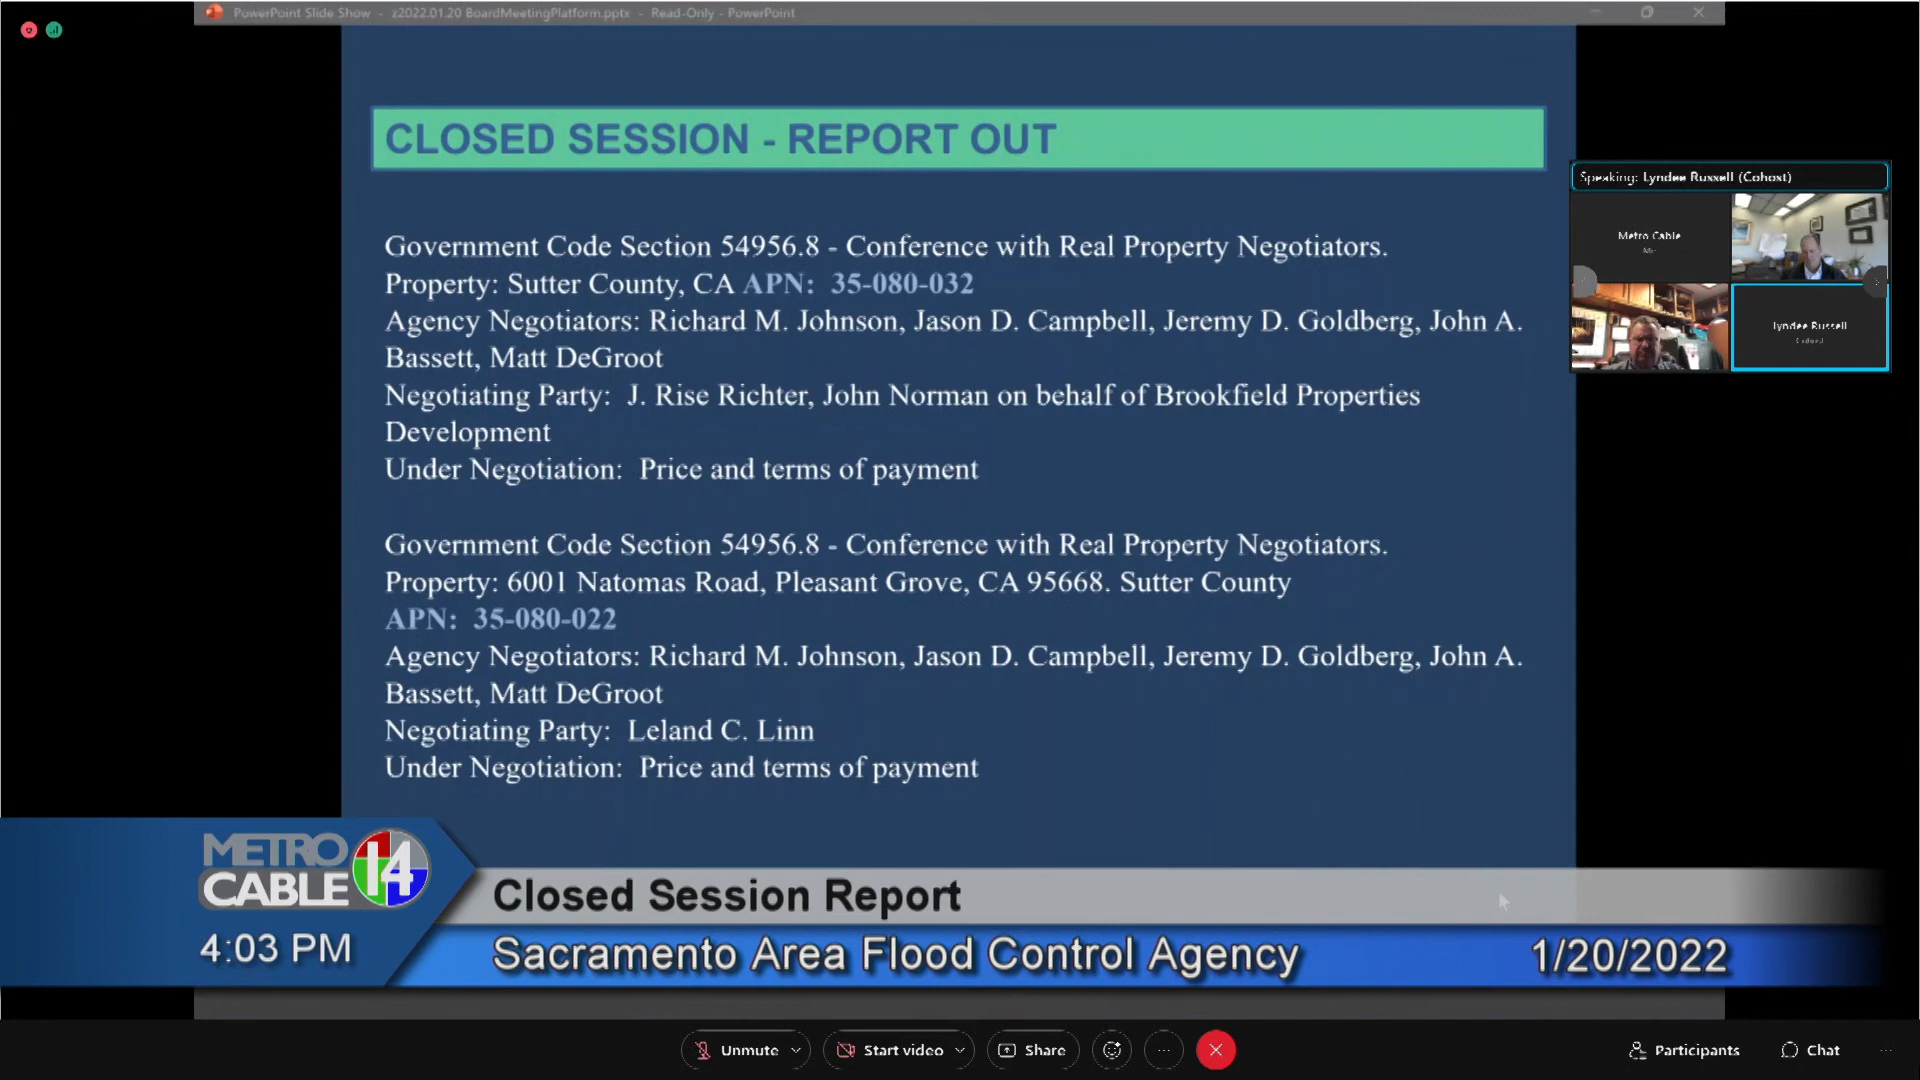 PowerPoint Slide Show - z2022.01.20 BoardMeetingPlatform.pptx - Read-Only - PowerPoint
CLOSED SESSION - REPORT OUT
Government Code Section 54956.8 - Conference with Real Property Negotiators.
Property: Sutter County, CA APN: 35-080-032
Agency Negotiators: Richard M. Johnson, Jason D. Campbell, Jeremy D. Goldberg, John A.
Bassett, Matt DeGroot
Negotiating Party: J. Rise Richter, John Norman on behalf of Brookfield Properties
Development
Under Negotiation: Price and terms of payment
Government Code Section 54956.8 - Conference with Real Property Negotiators.
Property: 6001 Natomas Road, Pleasant Grove, CA 95668. Sutter County
APN: 35-080-022
Agency Negotiators: Richard M. Johnson, Jason D. Campbell, Jeremy D. Goldberg, John A.
Bassett, Matt DeGroot
Negotiating Party: Leland C. Linn
Under Negotiation: Price and terms of payment
Speaking: Lyndee Russell (Cohost)
Metro Cable
Lyndee Russell
Cohost
METRO
CABLE 14
4:03 PM
Closed Session Report
Sacramento Area Flood Control Agency 1/20/2022
Unmute
Start video
Share
Participants
Chat